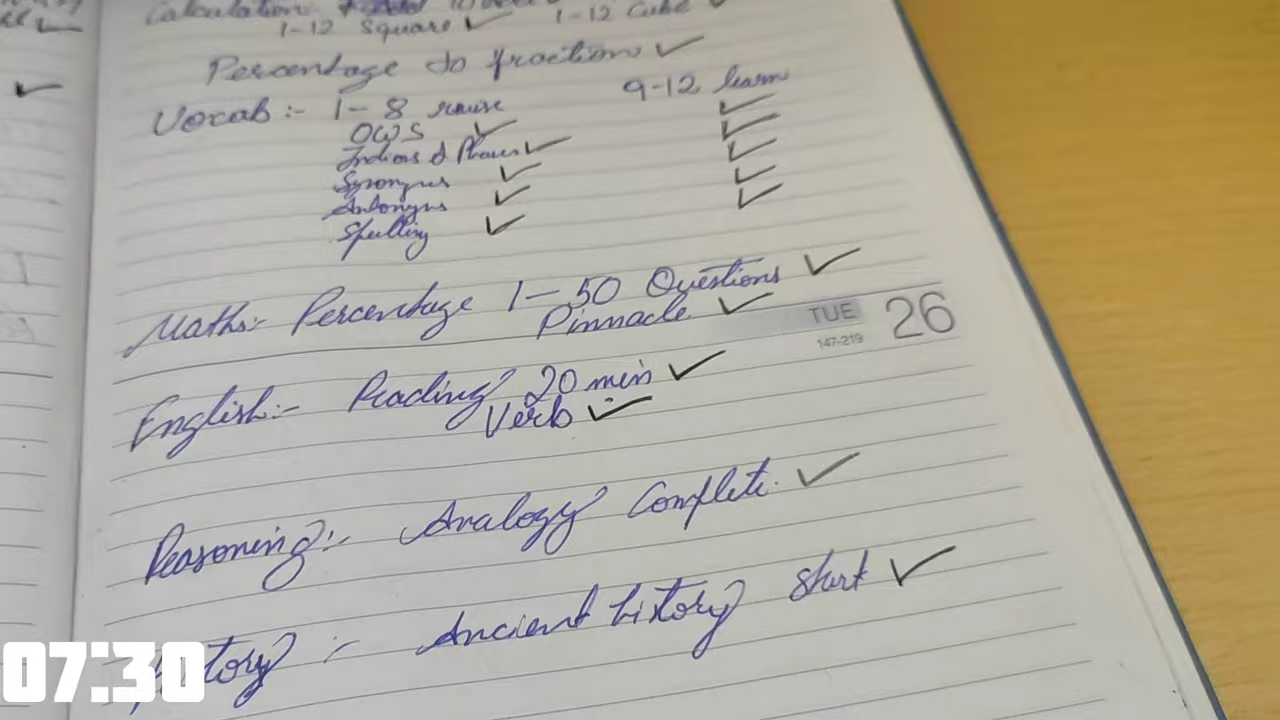 Calculation
1-12 Square 1-12 Cube
Percentage to fraction
Vocab :- 1-8 revise 9-12 learn
OWS
Idioms & Phrases
Synonyms
Antonyms
Spelling
Maths:- Percentage 1-50 Questions
Pinnacle
TUE 26
147-219
English:- Reading 20 min
Verb
Reasoning:- Analogy Complete.
History :- Ancient history start
07:30